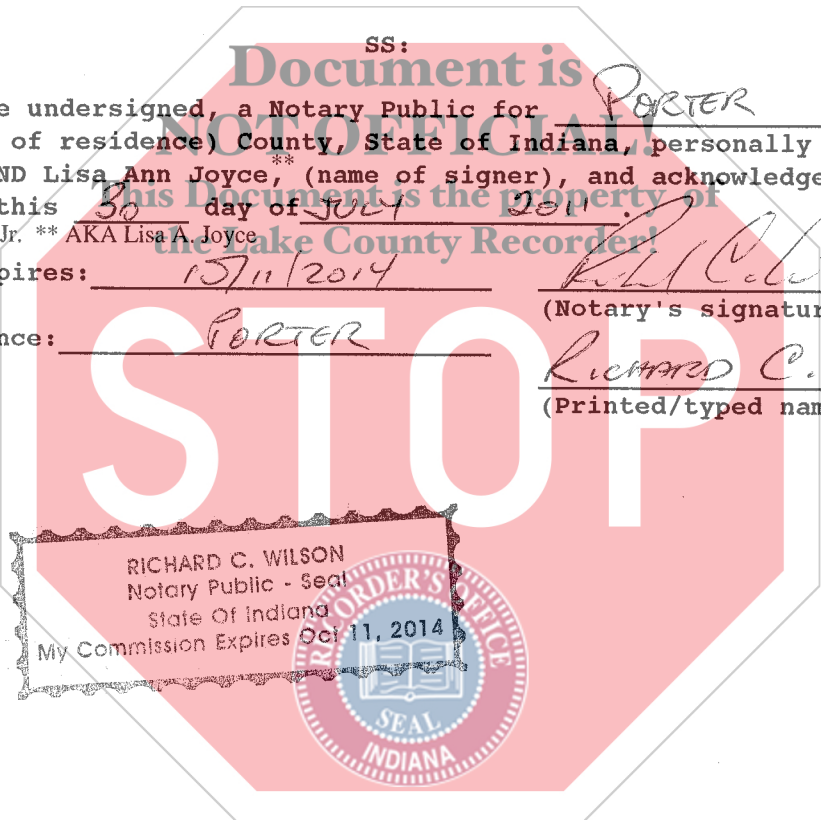 SS:
Document is
e undersigned, a Notary Public for PORTER
NOT OFFICIAL!
of residence) County, State of Indiana, personally
ND Lisa Ann Joyce,** (name of signer), and acknowledge
This Document is the property of
this 30 day of JULY 2011.
Jr. ** AKA Lisa A. Joyce
the Lake County Recorder!
pires: 10/11/2014
(Notary's signatur
nce: PORTER
RICHARD C.
(Printed/typed nam
STOP
RICHARD C. WILSON
Notary Public - Seal
State Of Indiana
My Commission Expires Oct 11, 2014
RECORDER'S OFFICE
SEAL
INDIANA